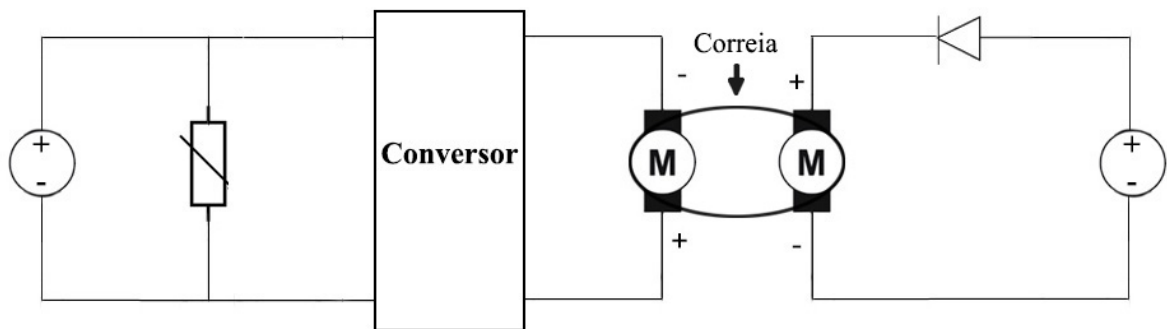 Correia
- +
+ Conversor M M +
- -
+ -